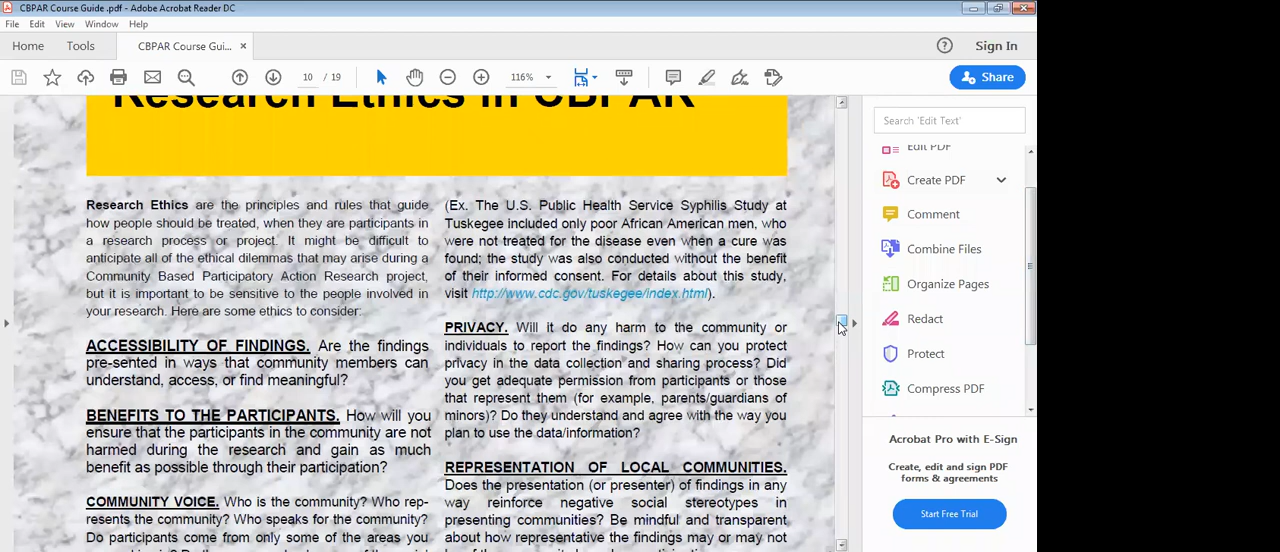 CBPAR Course Guide .pdf - Adobe Acrobat Reader DC
File Edit View Window Help
Home Tools CBPAR Course Gui... × Sign In
10 / 19 116% Share
Research Ethics in CBPAR
Research Ethics are the principles and rules that guide
how people should be treated, when they are participants in
a research process or project. It might be difficult to
anticipate all of the ethical dilemmas that may arise during a
Community Based Participatory Action Research project,
but it is important to be sensitive to the people involved in
your research. Here are some ethics to consider:
ACCESSIBILITY OF FINDINGS. Are the findings
pre-sented in ways that community members can
understand, access, or find meaningful?
BENEFITS TO THE PARTICIPANTS. How will you
ensure that the participants in the community are not
harmed during the research and gain as much
benefit as possible through their participation?
COMMUNITY VOICE. Who is the community? Who rep-
resents the community? Who speaks for the community?
Do participants come from only some of the areas you
(Ex. The U.S. Public Health Service Syphilis Study at
Tuskegee included only poor African American men, who
were not treated for the disease even when a cure was
found; the study was also conducted without the benefit
of their informed consent. For details about this study,
visit http://www.cdc.gov/tuskegee/index.html).
PRIVACY. Will it do any harm to the community or
individuals to report the findings? How can you protect
privacy in the data collection and sharing process? Did
you get adequate permission from participants or those
that represent them (for example, parents/guardians of
minors)? Do they understand and agree with the way you
plan to use the data/information?
REPRESENTATION OF LOCAL COMMUNITIES.
Does the presentation (or presenter) of findings in any
way reinforce negative social stereotypes in
presenting communities? Be mindful and transparent
about how representative the findings may or may not
Search 'Edit Text'
Edit PDF
Create PDF
Comment
Combine Files
Organize Pages
Redact
Protect
Compress PDF
Acrobat Pro with E-Sign
Create, edit and sign PDF
forms & agreements
Start Free Trial